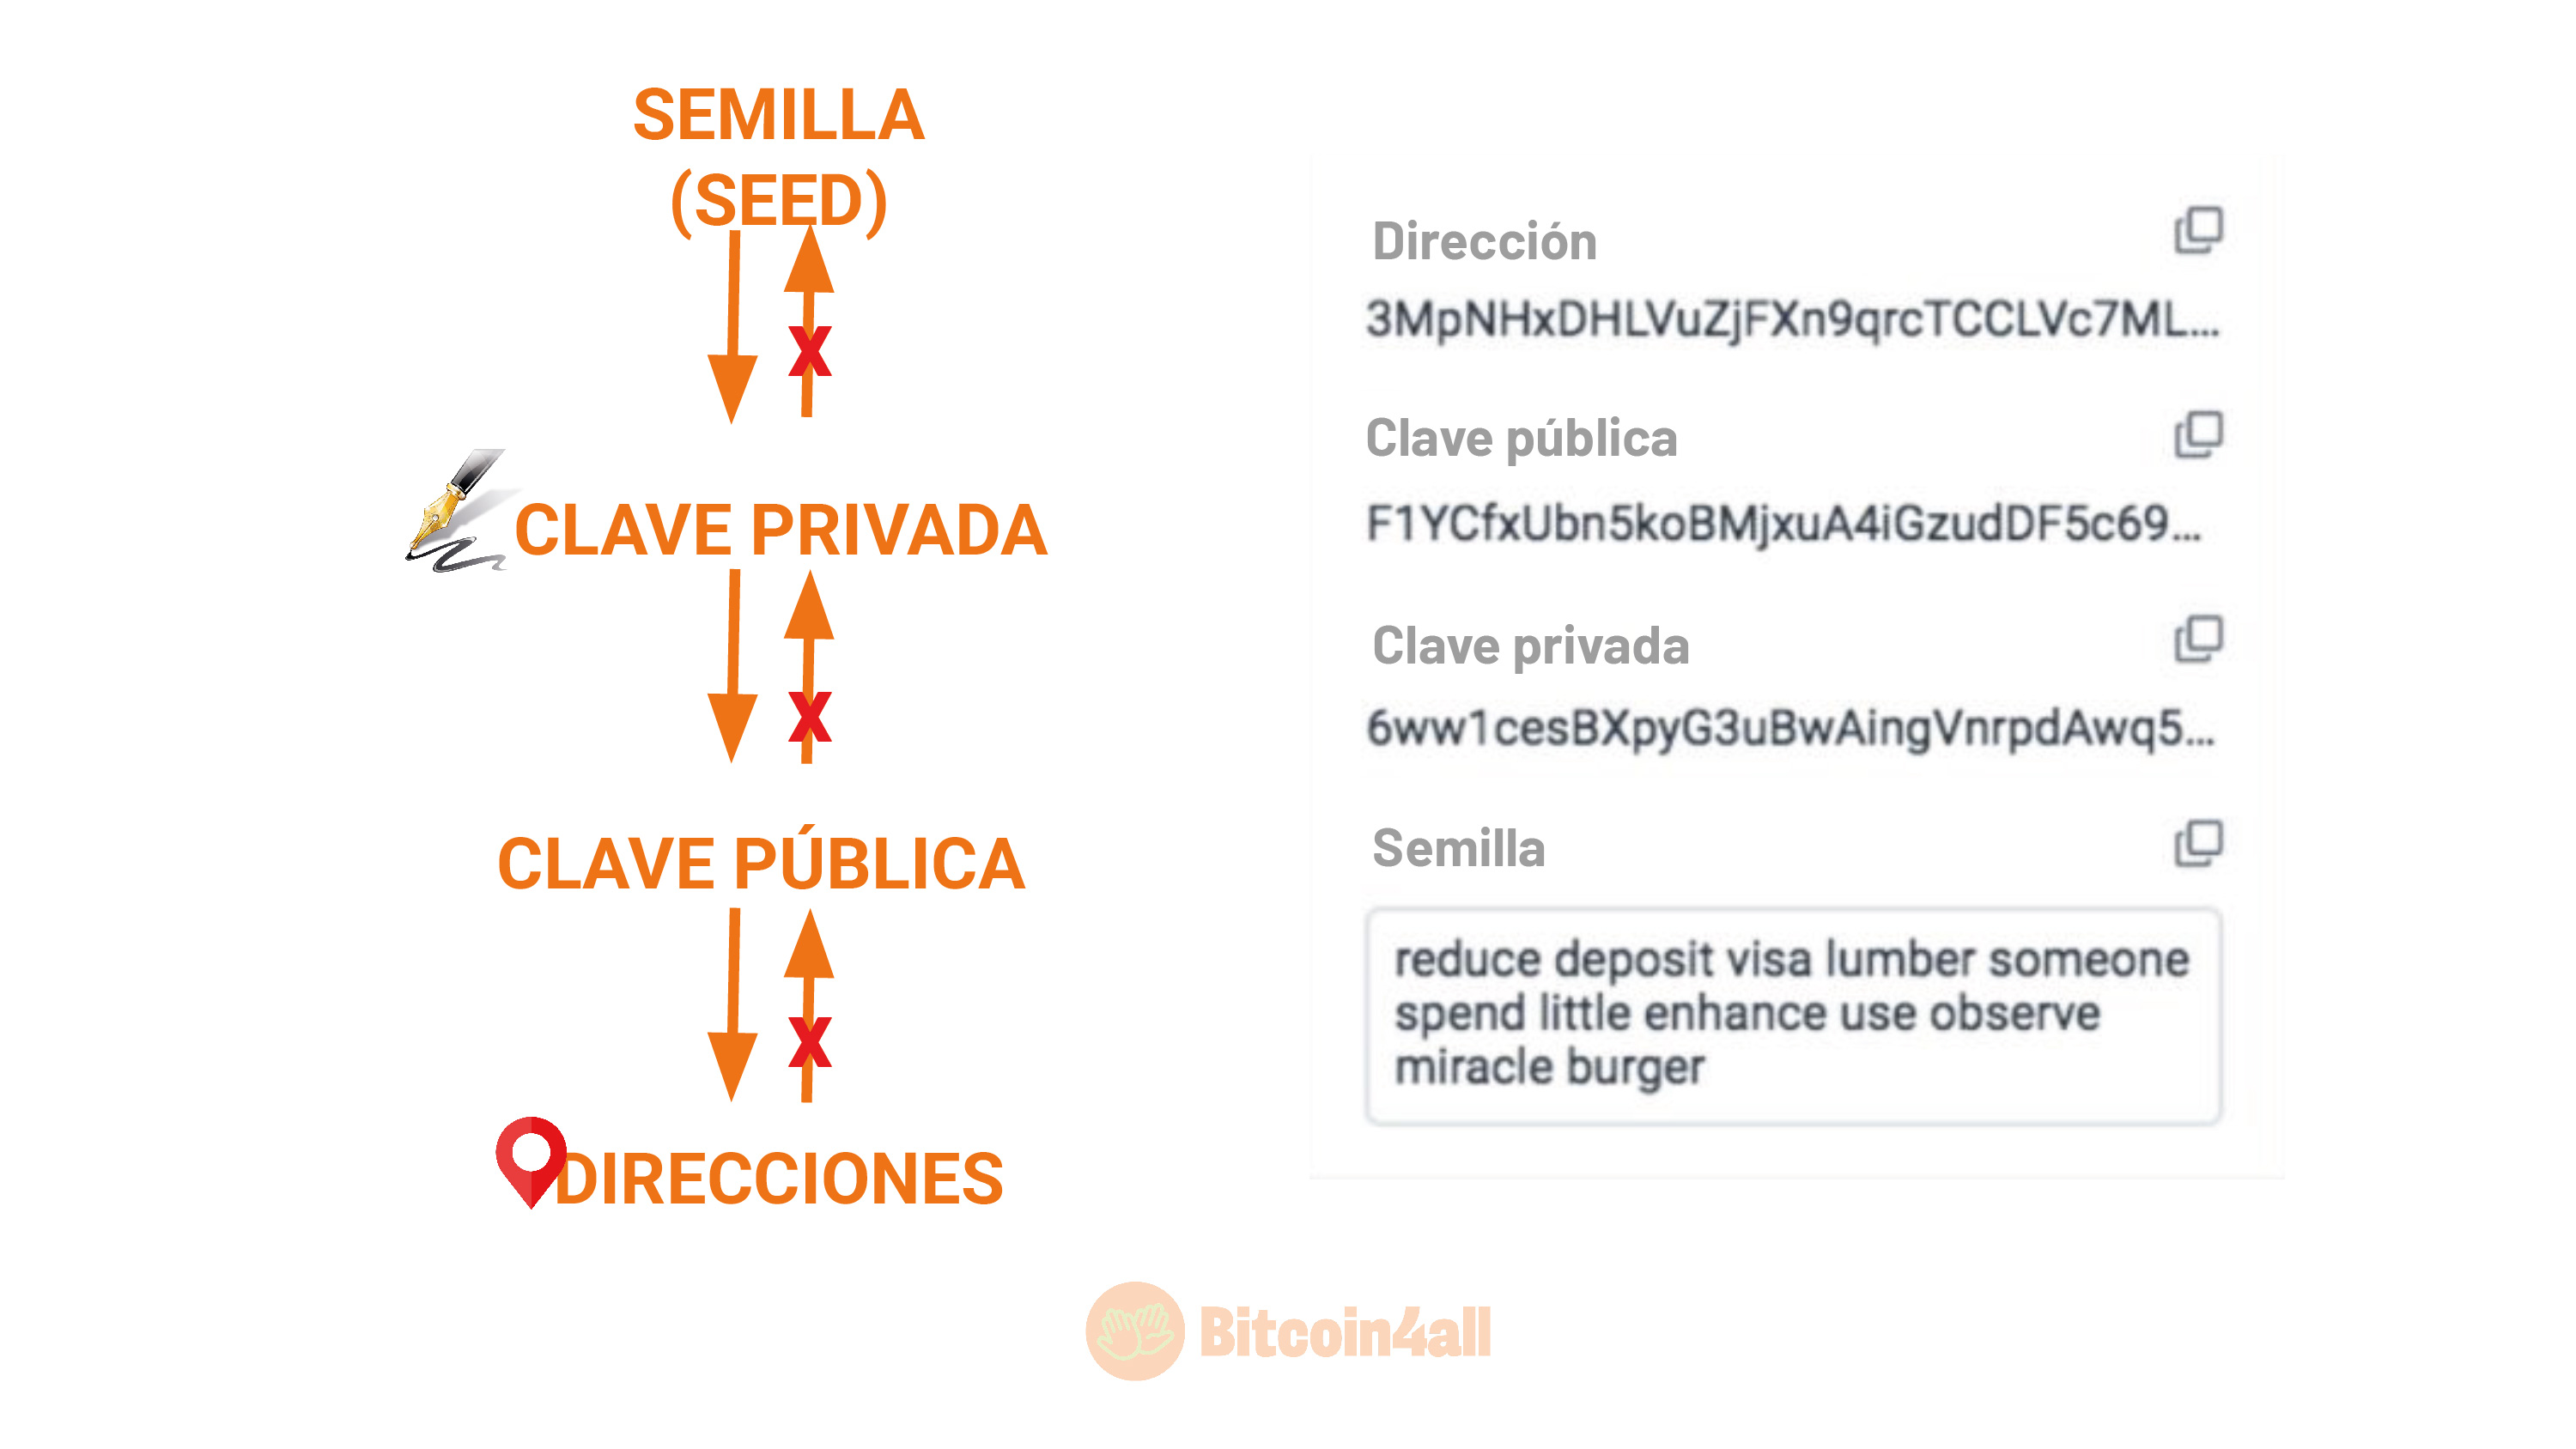 SEMILLA
(SEED)
X
CLAVE PRIVADA
X
CLAVE PÚBLICA
X
DIRECCIONES
Dirección
3MpNHxDHLVuZjFXn9qrcTCCLVc7ML...
Clave pública
F1YCfxUbn5koBMjxuA4iGzudDF5c69...
Clave privada
6ww1cesBXpyG3uBwAingVnrpdAwq5...
Semilla
reduce deposit visa lumber someone
spend little enhance use observe
miracle burger
Bitcoin4all